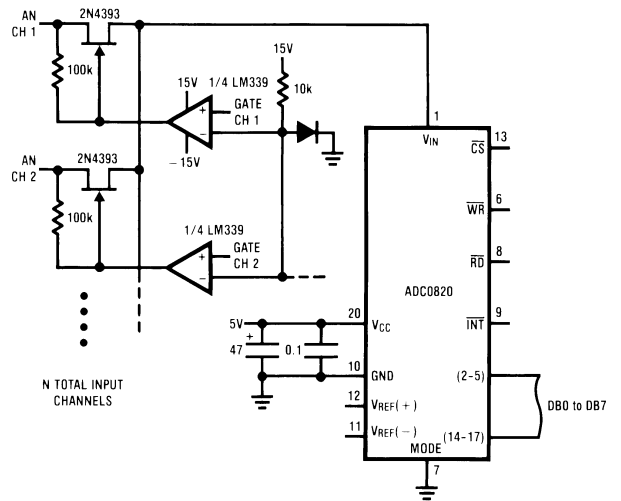 AN
CH 1
2N4393
100k
15V
1/4 LM339
+
GATE
CH 1
−
−15V
15V
10k
AN
CH 2
2N4393
100k
1/4 LM339
+
GATE
CH 2
−
N TOTAL INPUT
CHANNELS
1
VIN
CS
13
WR
6
RD
8
ADC0820
INT
9
5V
20
VCC
+
47
0.1
10
GND
(2-5)
12
VREF(+)
DB0 to DB7
11
VREF(−)
(14-17)
MODE
7